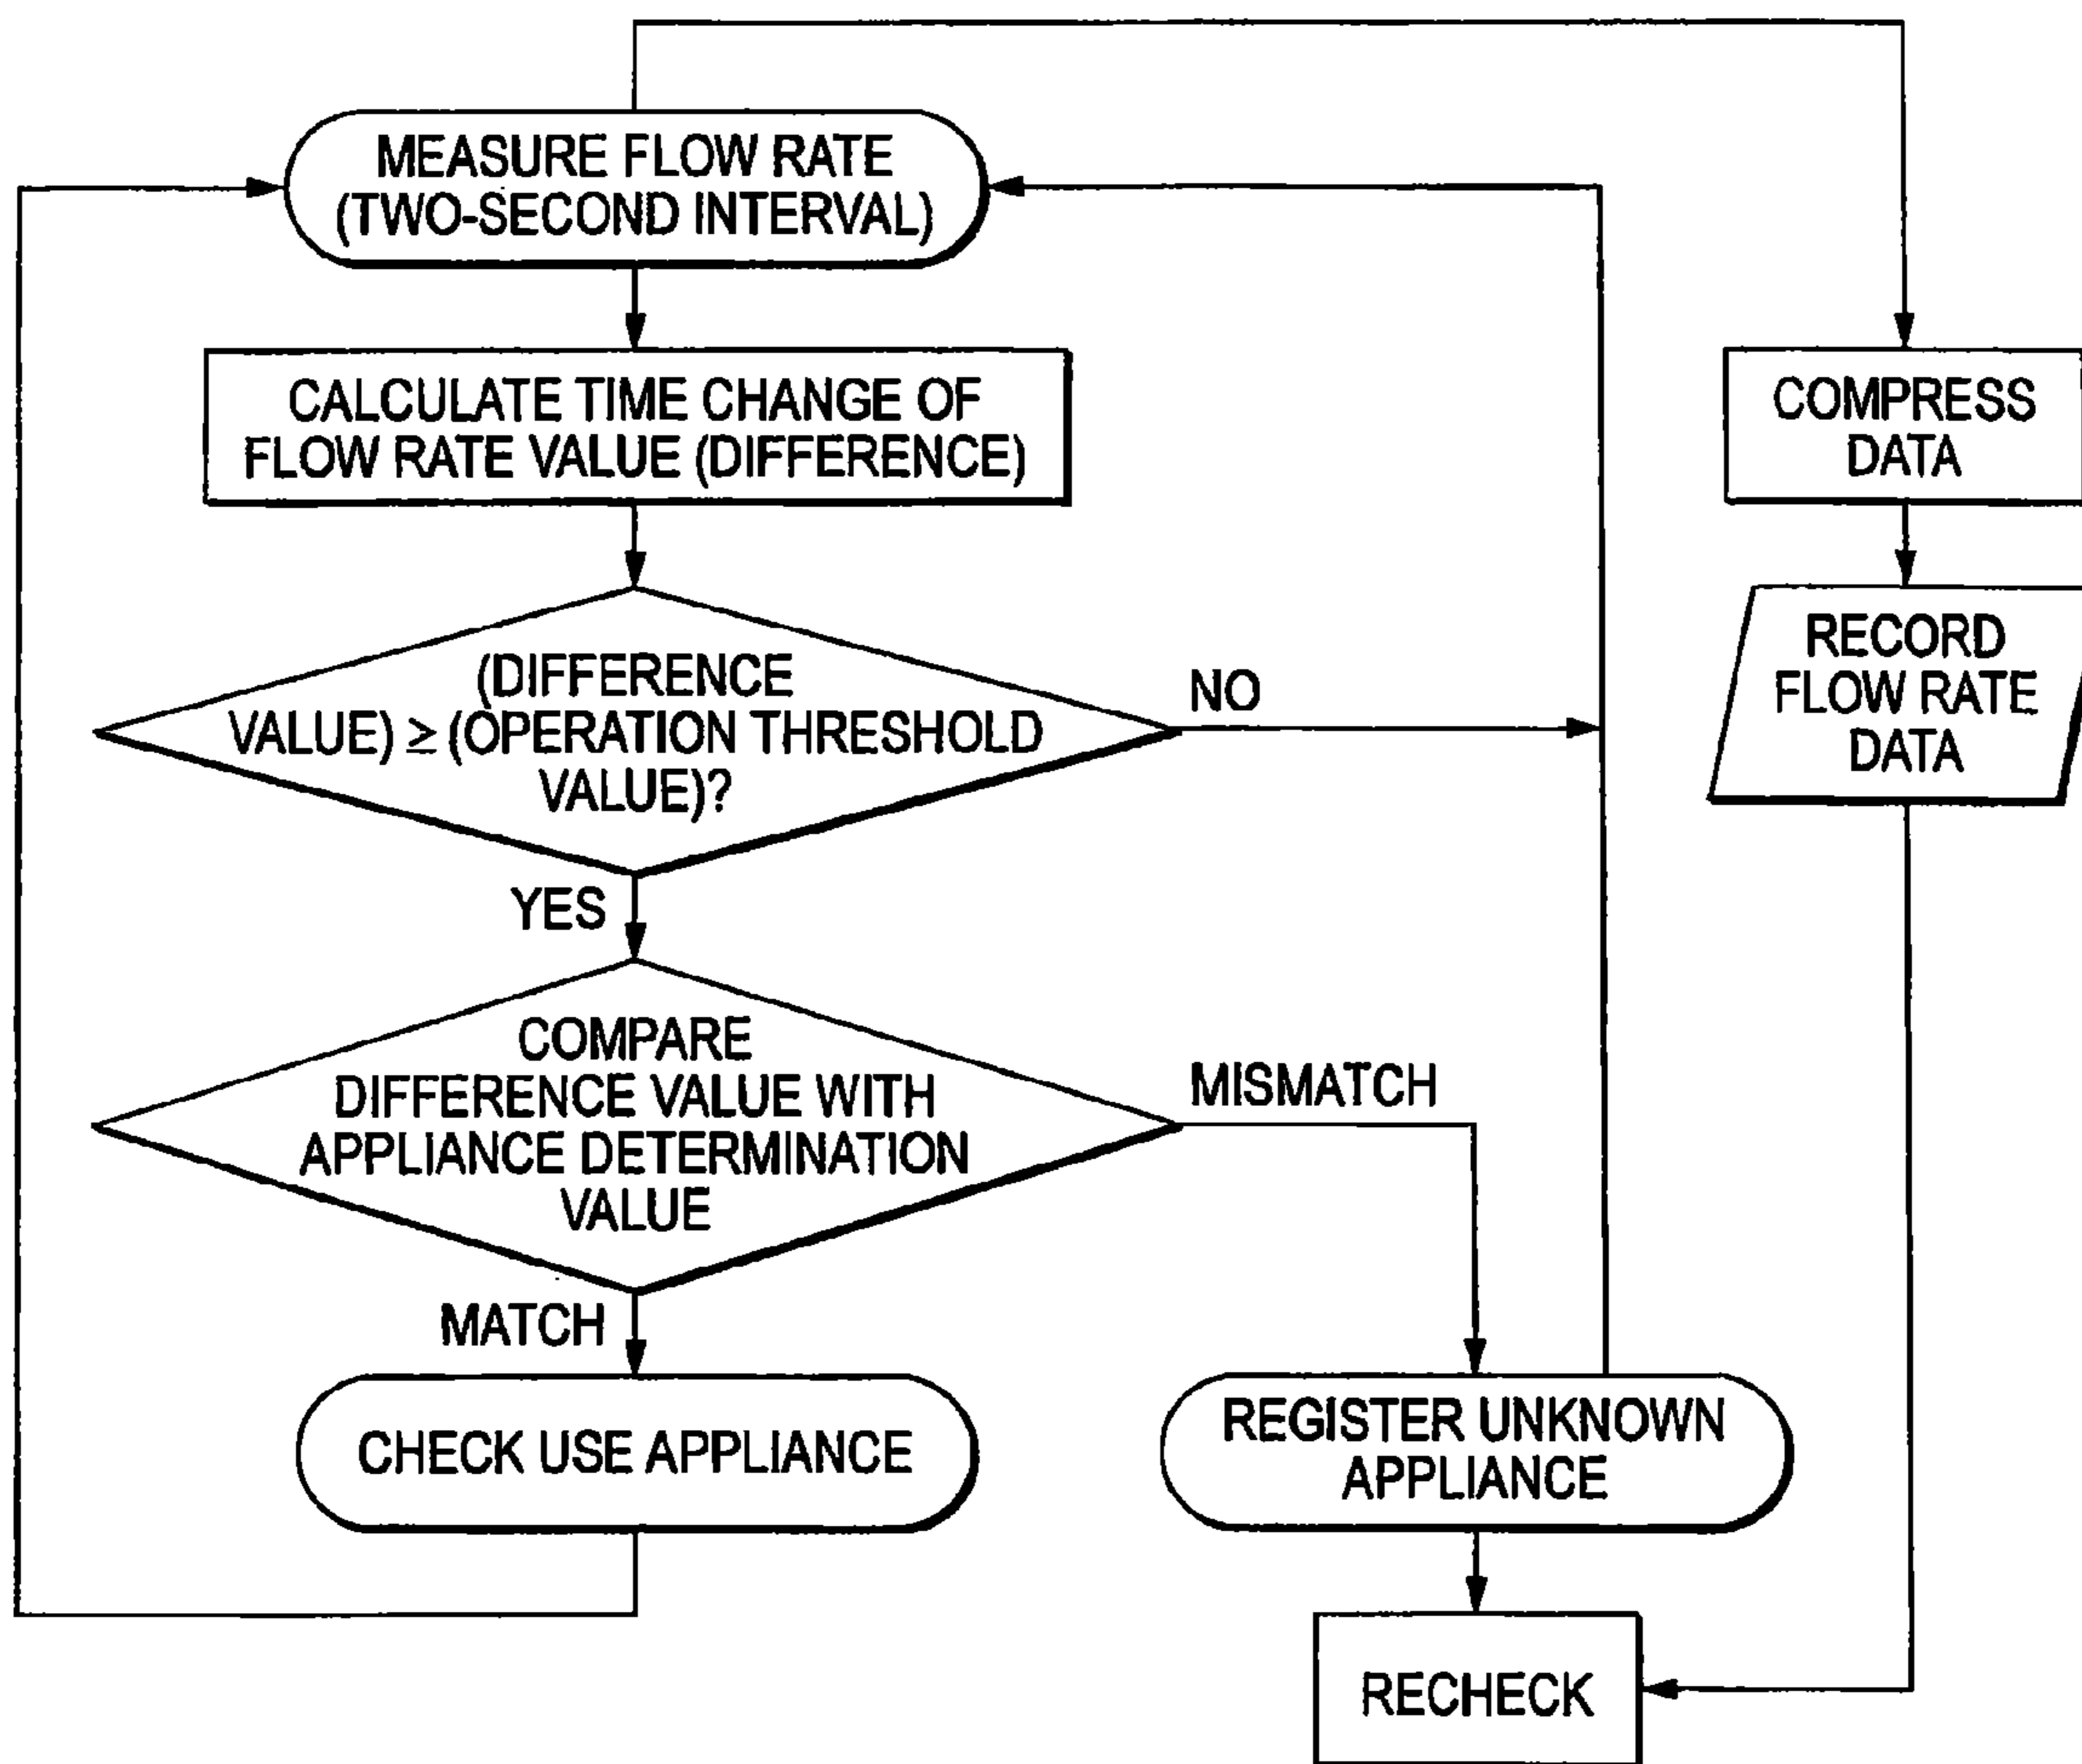 MEASURE FLOW RATE
(TWO-SECOND INTERVAL)
CALCULATE TIME CHANGE OF
FLOW RATE VALUE (DIFFERENCE)
COMPRESS
DATA
(DIFFERENCE
VALUE) ≥ (OPERATION THRESHOLD
VALUE)?
NO
RECORD
FLOW RATE
DATA
YES
COMPARE
DIFFERENCE VALUE WITH
APPLIANCE DETERMINATION
VALUE
MISMATCH
MATCH
CHECK USE APPLIANCE
REGISTER UNKNOWN
APPLIANCE
RECHECK